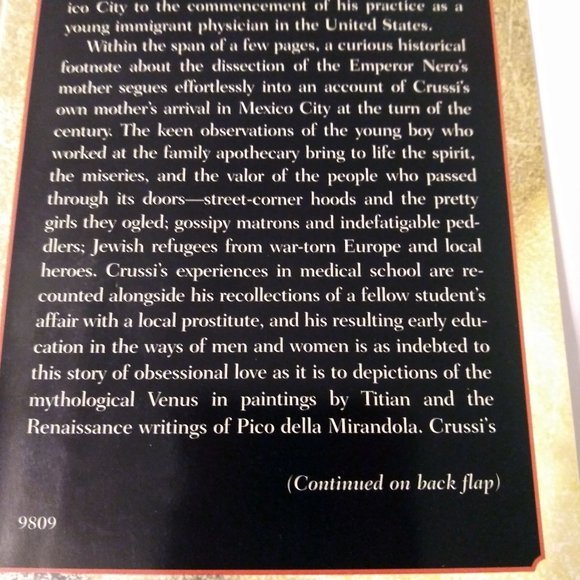 ico City to the commencement of his practice as a
young immigrant physician in the United States.
Within the span of a few pages, a curious historical
footnote about the dissection of the Emperor Nero's
mother segues effortlessly into an account of Crussi's
own mother's arrival in Mexico City at the turn of the
century. The keen observations of the young boy who
worked at the family apothecary bring to life the spirit,
the miseries, and the valor of the people who passed
through its doors—street-corner hoods and the pretty
girls they ogled; gossipy matrons and indefatigable ped-
dlers; Jewish refugees from war-torn Europe and local
heroes. Crussi's experiences in medical school are re-
counted alongside his recollections of a fellow student's
affair with a local prostitute, and his resulting early edu-
cation in the ways of men and women is as indebted to
this story of obsessional love as it is to depictions of the
mythological Venus in paintings by Titian and the
Renaissance writings of Pico della Mirandola. Crussi's
(Continued on back flap)
9809